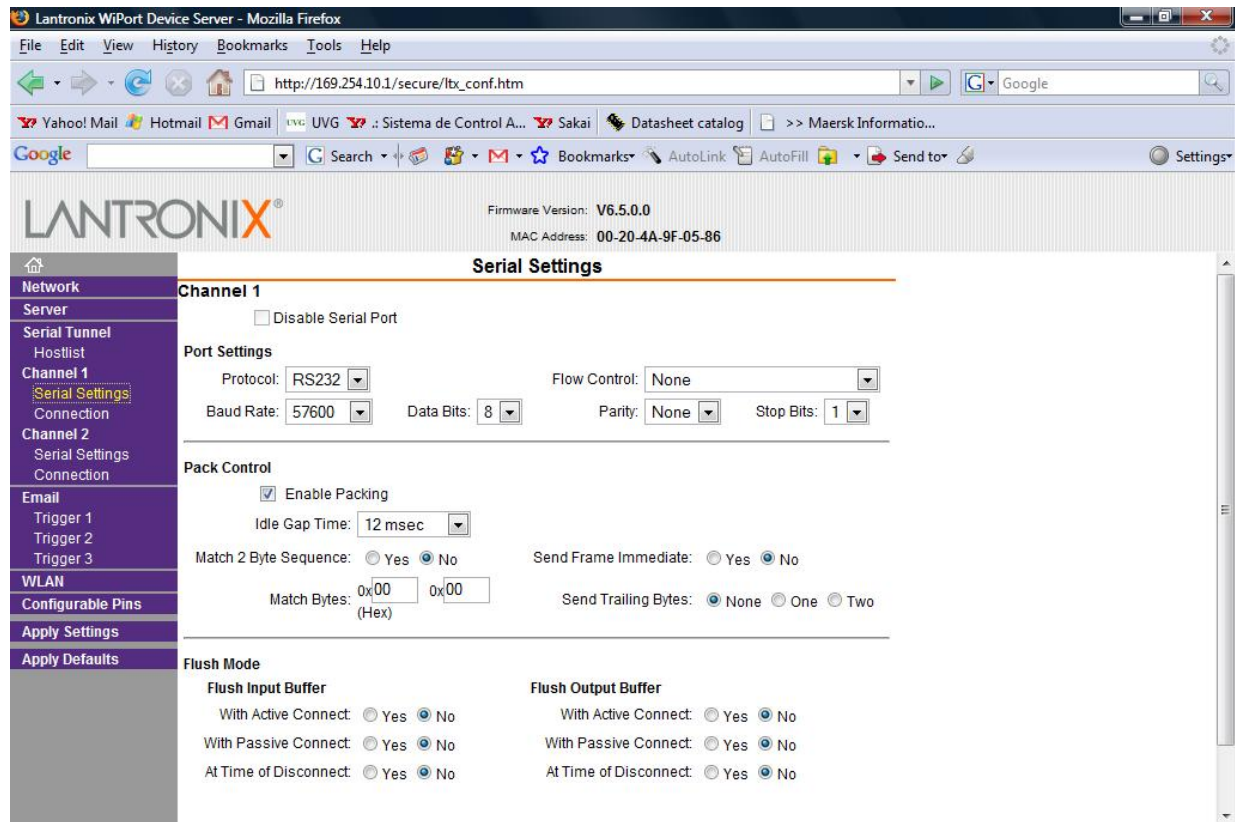 Lantronix WiPort Device Server - Mozilla Firefox
File Edit View History Bookmarks Tools Help
http://169.254.10.1/secure/ltx_conf.htm
G Google
Yahoo! Mail Hotmail Gmail UVG UVG .: Sistema de Control A... Sakai Datasheet catalog >> Maersk Informatio...
Google G Search Bookmarks AutoLink AutoFill Send to Settings
LANTRONIX®
Firmware Version: V6.5.0.0
MAC Address: 00-20-4A-9F-05-86
Network
Server
Serial Tunnel
Hostlist
Channel 1
Serial Settings
Connection
Channel 2
Serial Settings
Connection
Email
Trigger 1
Trigger 2
Trigger 3
WLAN
Configurable Pins
Apply Settings
Apply Defaults
Serial Settings
Channel 1
Disable Serial Port
Port Settings
Protocol: RS232 Flow Control: None
Baud Rate: 57600 Data Bits: 8 Parity: None Stop Bits: 1
Pack Control
Enable Packing
Idle Gap Time: 12 msec
Match 2 Byte Sequence: Yes No Send Frame Immediate: Yes No
Match Bytes: 0x00 0x00 Send Trailing Bytes: None One Two
(Hex)
Flush Mode
Flush Input Buffer Flush Output Buffer
With Active Connect: Yes No With Active Connect: Yes No
With Passive Connect: Yes No With Passive Connect: Yes No
At Time of Disconnect: Yes No At Time of Disconnect: Yes No